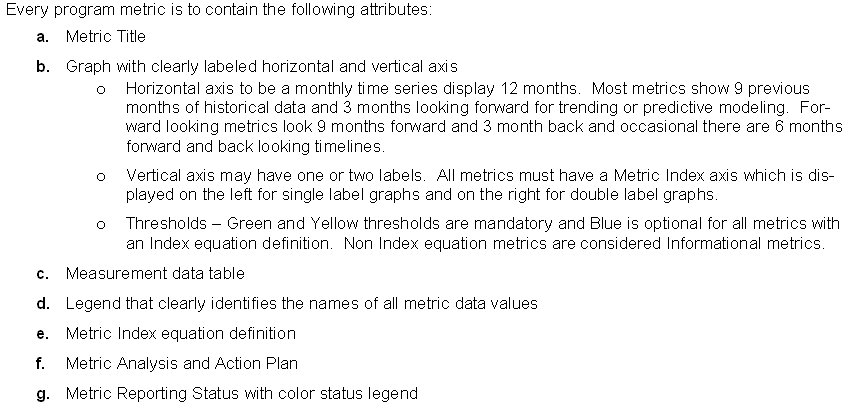 Every program metric is to contain the following attributes:
a. Metric Title
b. Graph with clearly labeled horizontal and vertical axis
o Horizontal axis to be a monthly time series display 12 months. Most metrics show 9 previous
months of historical data and 3 months looking forward for trending or predictive modeling. For-
ward looking metrics look 9 months forward and 3 month back and occasional there are 6 months
forward and back looking timelines.
o Vertical axis may have one or two labels. All metrics must have a Metric Index axis which is dis-
played on the left for single label graphs and on the right for double label graphs.
o Thresholds – Green and Yellow thresholds are mandatory and Blue is optional for all metrics with
an Index equation definition. Non Index equation metrics are considered Informational metrics.
c. Measurement data table
d. Legend that clearly identifies the names of all metric data values
e. Metric Index equation definition
f. Metric Analysis and Action Plan
g. Metric Reporting Status with color status legend